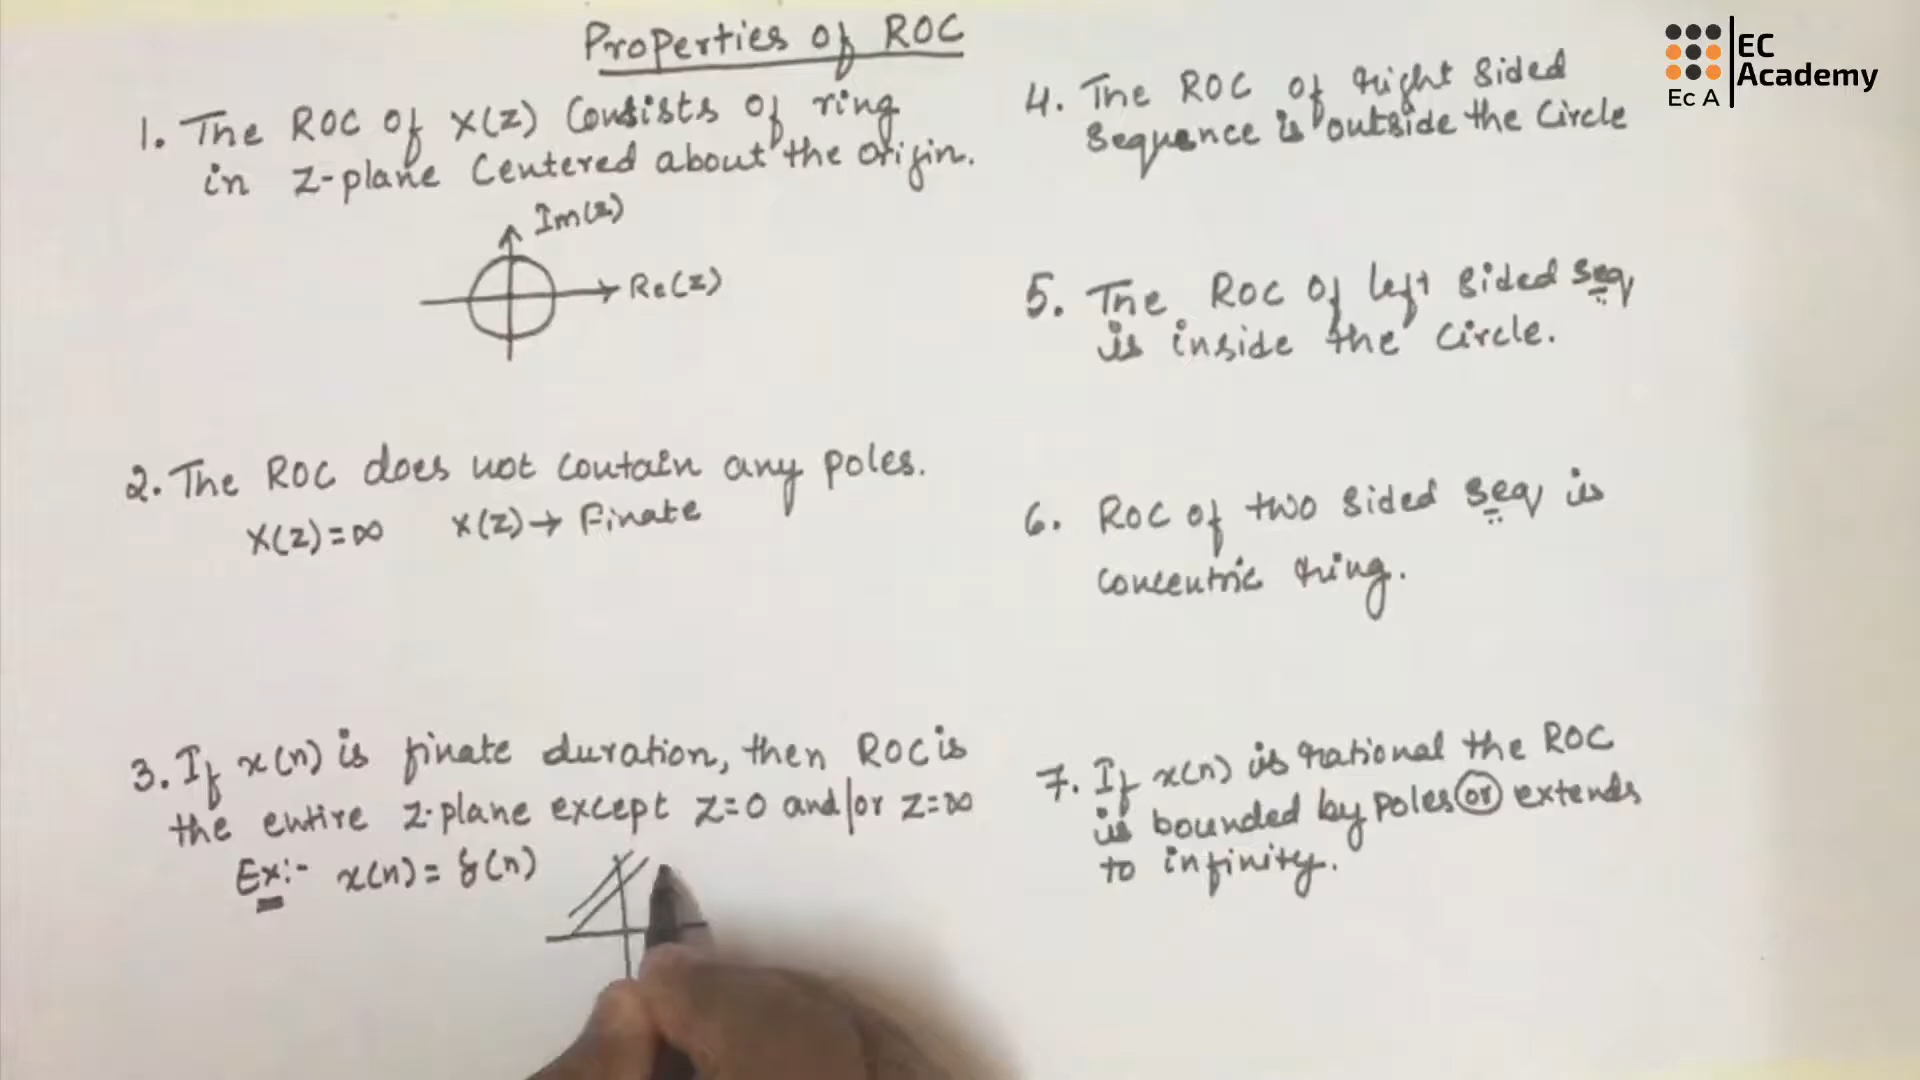 Properties of ROC
1. The ROC of X(z) Consists of ring
in z-plane Centered about the origin.
Im(z)
Re(z)
2. The ROC does not contain any poles.
X(z)=∞ X(z)→ Finate
3. If x(n) is finate duration, then ROC is
the entire z-plane except z=0 and/or z=∞
Ex:- x(n) = δ(n)
4. The ROC of right sided
sequence is outside the circle
5. The ROC of left sided seq
is inside the circle.
6. ROC of two sided seq is
concentric ring.
7. If x(n) is rational the ROC
is bounded by poles or extends
to infinity.
EC
Academy
Ec A